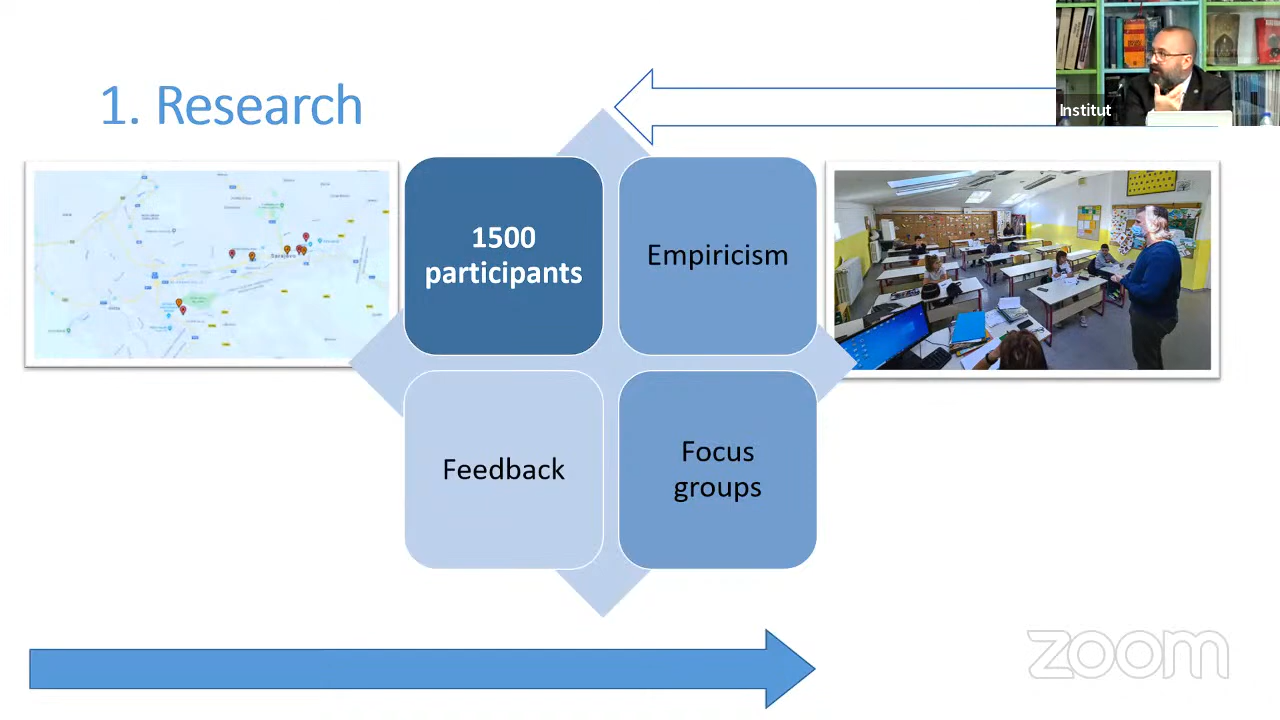 1. Research
Institut
1500
participants
Empiricism
Sarajevo
Feedback
Focus
groups
zoom